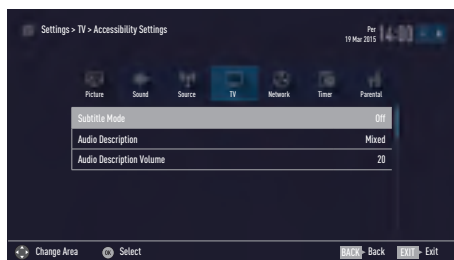 Settings > TV > Accessibility Settings
Per
19 Mar 2015 14:00
Picture Sound Source TV Network Timer Parental
Subtitle Mode Off
Audio Description Mixed
Audio Description Volume 20
Change Area OK Select BACK Back EXIT Exit